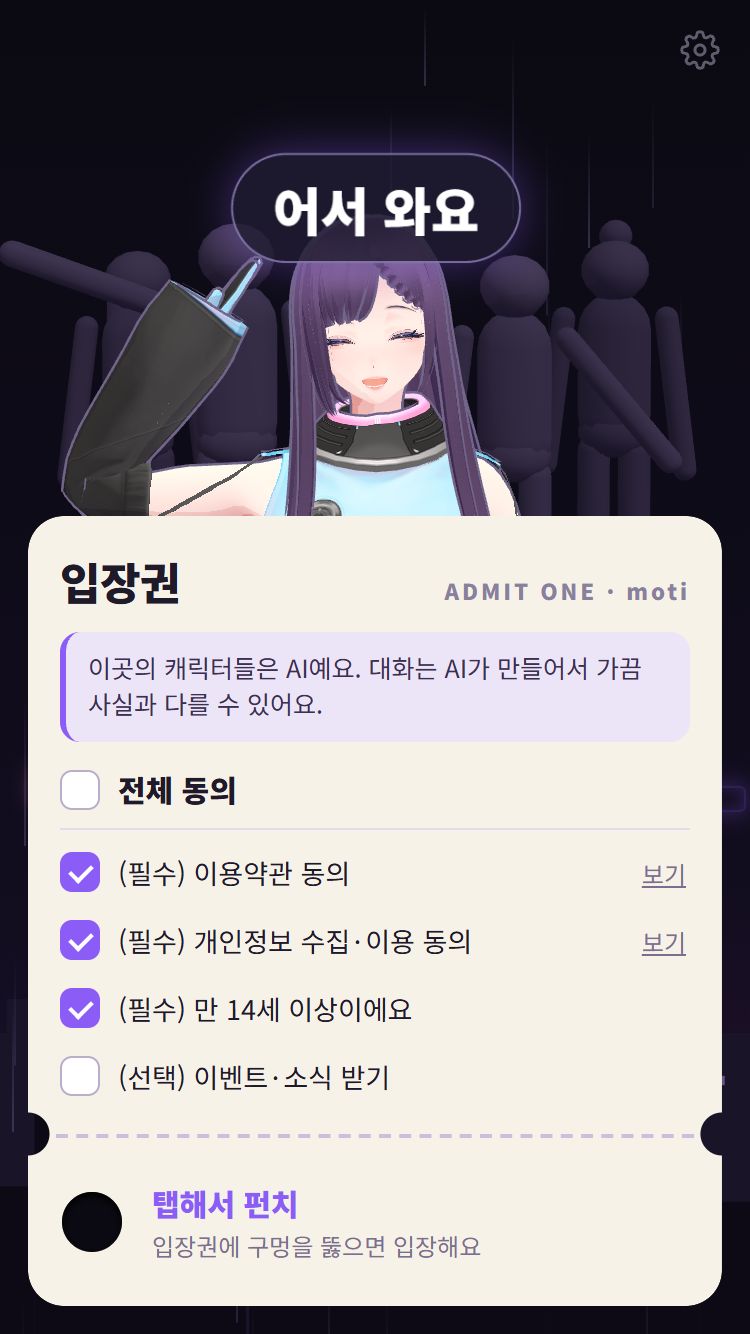 어서 와요
입장권
ADMIT ONE · moti
이곳의 캐릭터들은 AI예요. 대화는 AI가 만들어서 가끔
사실과 다를 수 있어요.
전체 동의
(필수) 이용약관 동의 보기
(필수) 개인정보 수집·이용 동의 보기
(필수) 만 14세 이상이에요
(선택) 이벤트·소식 받기
탭해서 펀치
입장권에 구멍을 뚫으면 입장해요